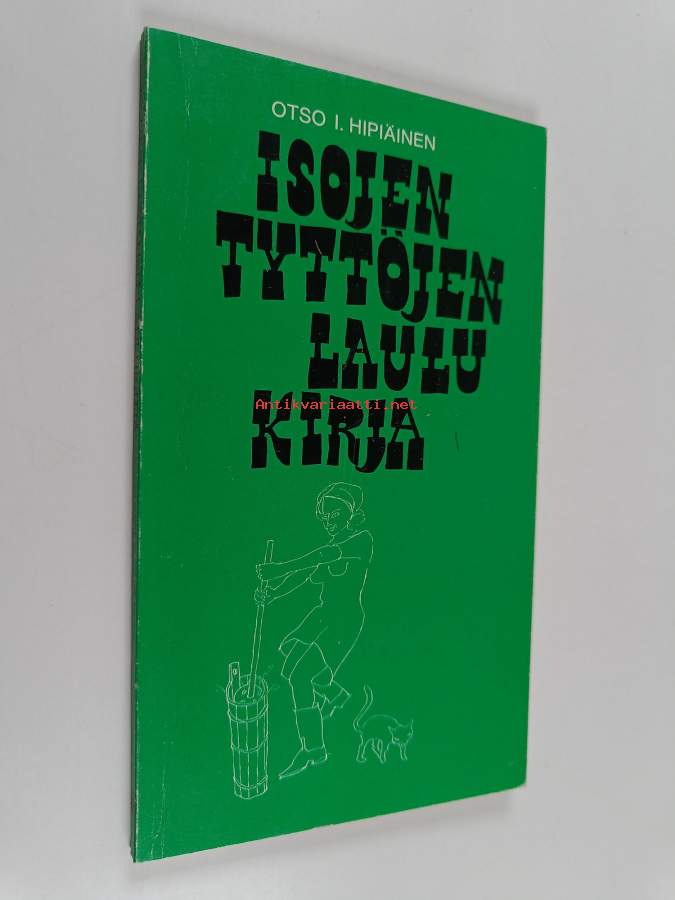 OTSO I. HIPIÄINEN
ISOJEN
TYTTÖJEN
LAULU
Antikvariaatti.net
KIRJA